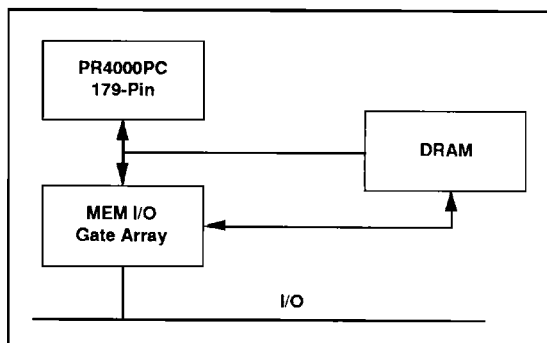 PR4000PC
179-Pin
DRAM
MEM I/O
Gate Array
I/O